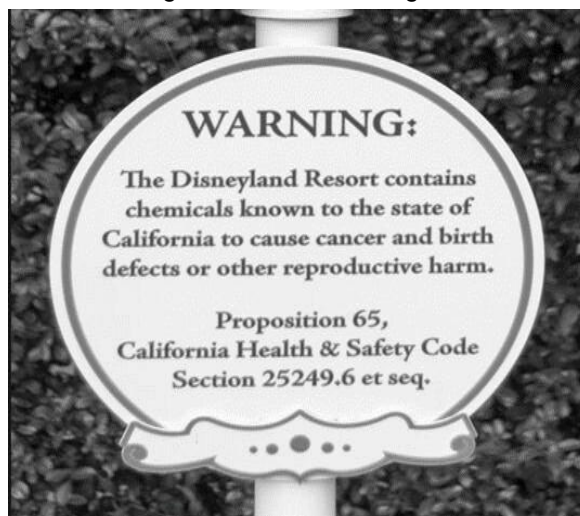 WARNING:
The Disneyland Resort contains
chemicals known to the state of
California to cause cancer and birth
defects or other reproductive harm.
Proposition 65,
California Health & Safety Code
Section 25249.6 et seq.